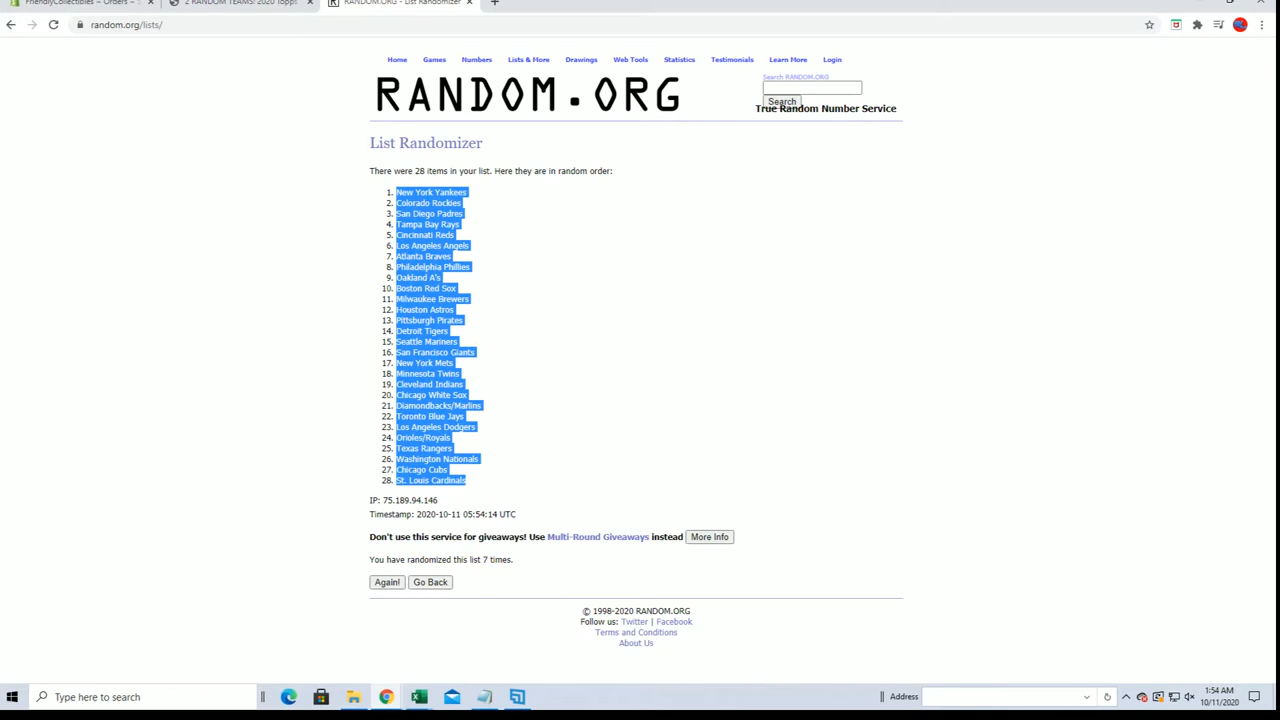 FriendlyCollectibles – Orders –
2 RANDOM TEAMS! 2020 Topps
RANDOM.ORG - List Randomizer
random.org/lists/
Home Games Numbers Lists & More Drawings Web Tools Statistics Testimonials Learn More Login
RANDOM.ORG
Search RANDOM.ORG
Search
True Random Number Service
List Randomizer
There were 28 items in your list. Here they are in random order:
1. New York Yankees
2. Colorado Rockies
3. San Diego Padres
4. Tampa Bay Rays
5. Cincinnati Reds
6. Los Angeles Angels
7. Atlanta Braves
8. Philadelphia Phillies
9. Oakland A's
10. Boston Red Sox
11. Milwaukee Brewers
12. Houston Astros
13. Pittsburgh Pirates
14. Detroit Tigers
15. Seattle Mariners
16. San Francisco Giants
17. New York Mets
18. Minnesota Twins
19. Cleveland Indians
20. Chicago White Sox
21. Diamondbacks/Marlins
22. Toronto Blue Jays
23. Los Angeles Dodgers
24. Orioles/Royals
25. Texas Rangers
26. Washington Nationals
27. Chicago Cubs
28. St. Louis Cardinals
IP: 75.189.94.146
Timestamp: 2020-10-11 05:54:14 UTC
Don't use this service for giveaways! Use Multi-Round Giveaways instead More Info
You have randomized this list 7 times.
Again! Go Back
© 1998-2020 RANDOM.ORG
Follow us: Twitter | Facebook
Terms and Conditions
About Us
Type here to search
Address
1:54 AM
10/11/2020